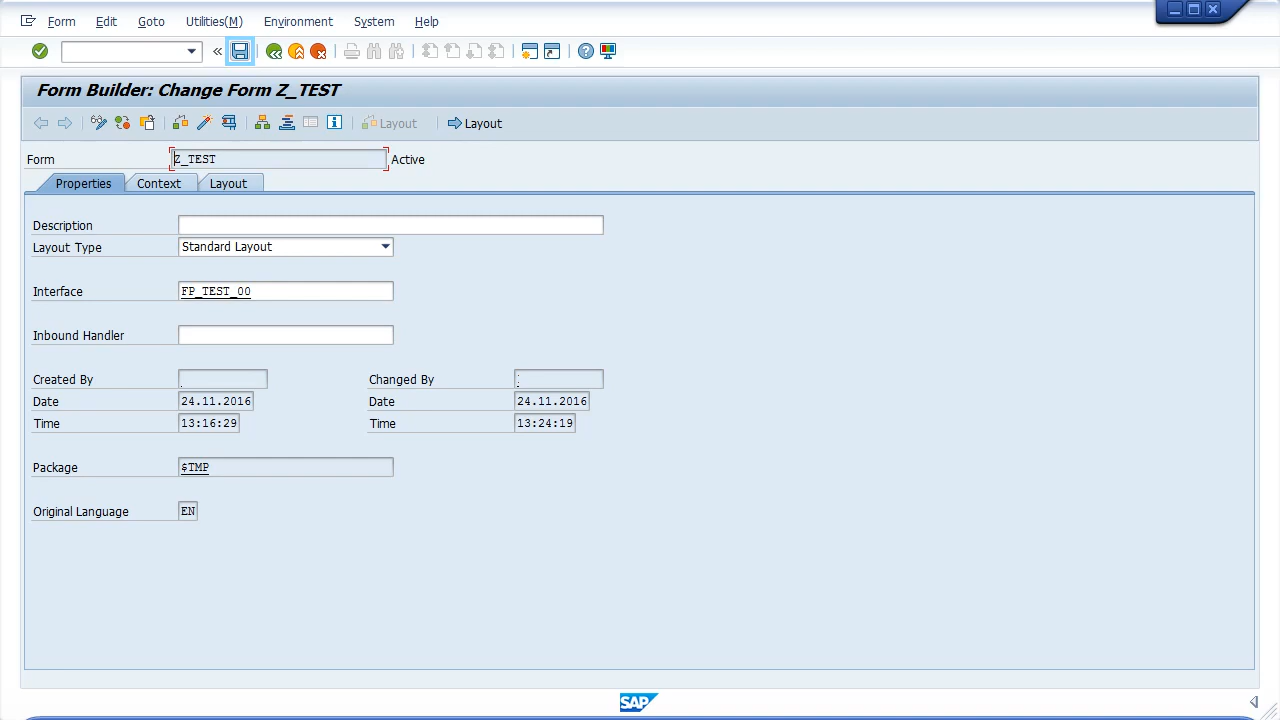 Form Edit Goto Utilities(M) Environment System Help
«
Form Builder: Change Form Z_TEST
Layout Layout
Form Z_TEST Active
Properties Context Layout
Description
Layout Type Standard Layout
Interface FP_TEST_00
Inbound Handler
Created By Changed By
Date 24.11.2016 Date 24.11.2016
Time 13:16:29 Time 13:24:19
Package $TMP
Original Language EN
SAP